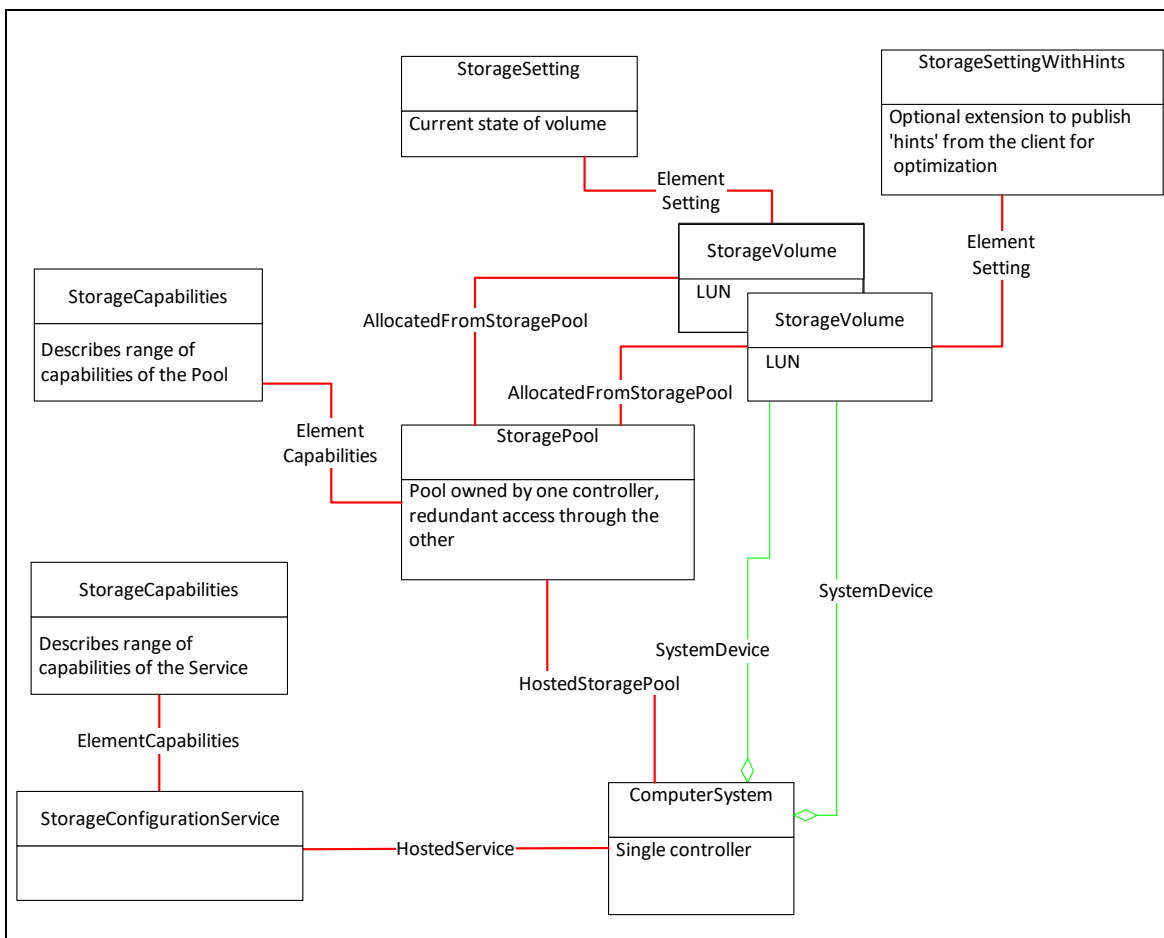 StorageSetting
Current state of volume
StorageSettingWithHints
Optional extension to publish
'hints' from the client for
optimization
Element
Setting
Element
Setting
StorageVolume
LUN
StorageVolume
LUN
StorageCapabilities
Describes range of
capabilities of the Pool
AllocatedFromStoragePool
AllocatedFromStoragePool
Element
Capabilities
StoragePool
Pool owned by one controller,
redundant access through the
other
StorageCapabilities
Describes range of
capabilities of the Service
SystemDevice
SystemDevice
HostedStoragePool
ElementCapabilities
StorageConfigurationService
HostedService
ComputerSystem
Single controller